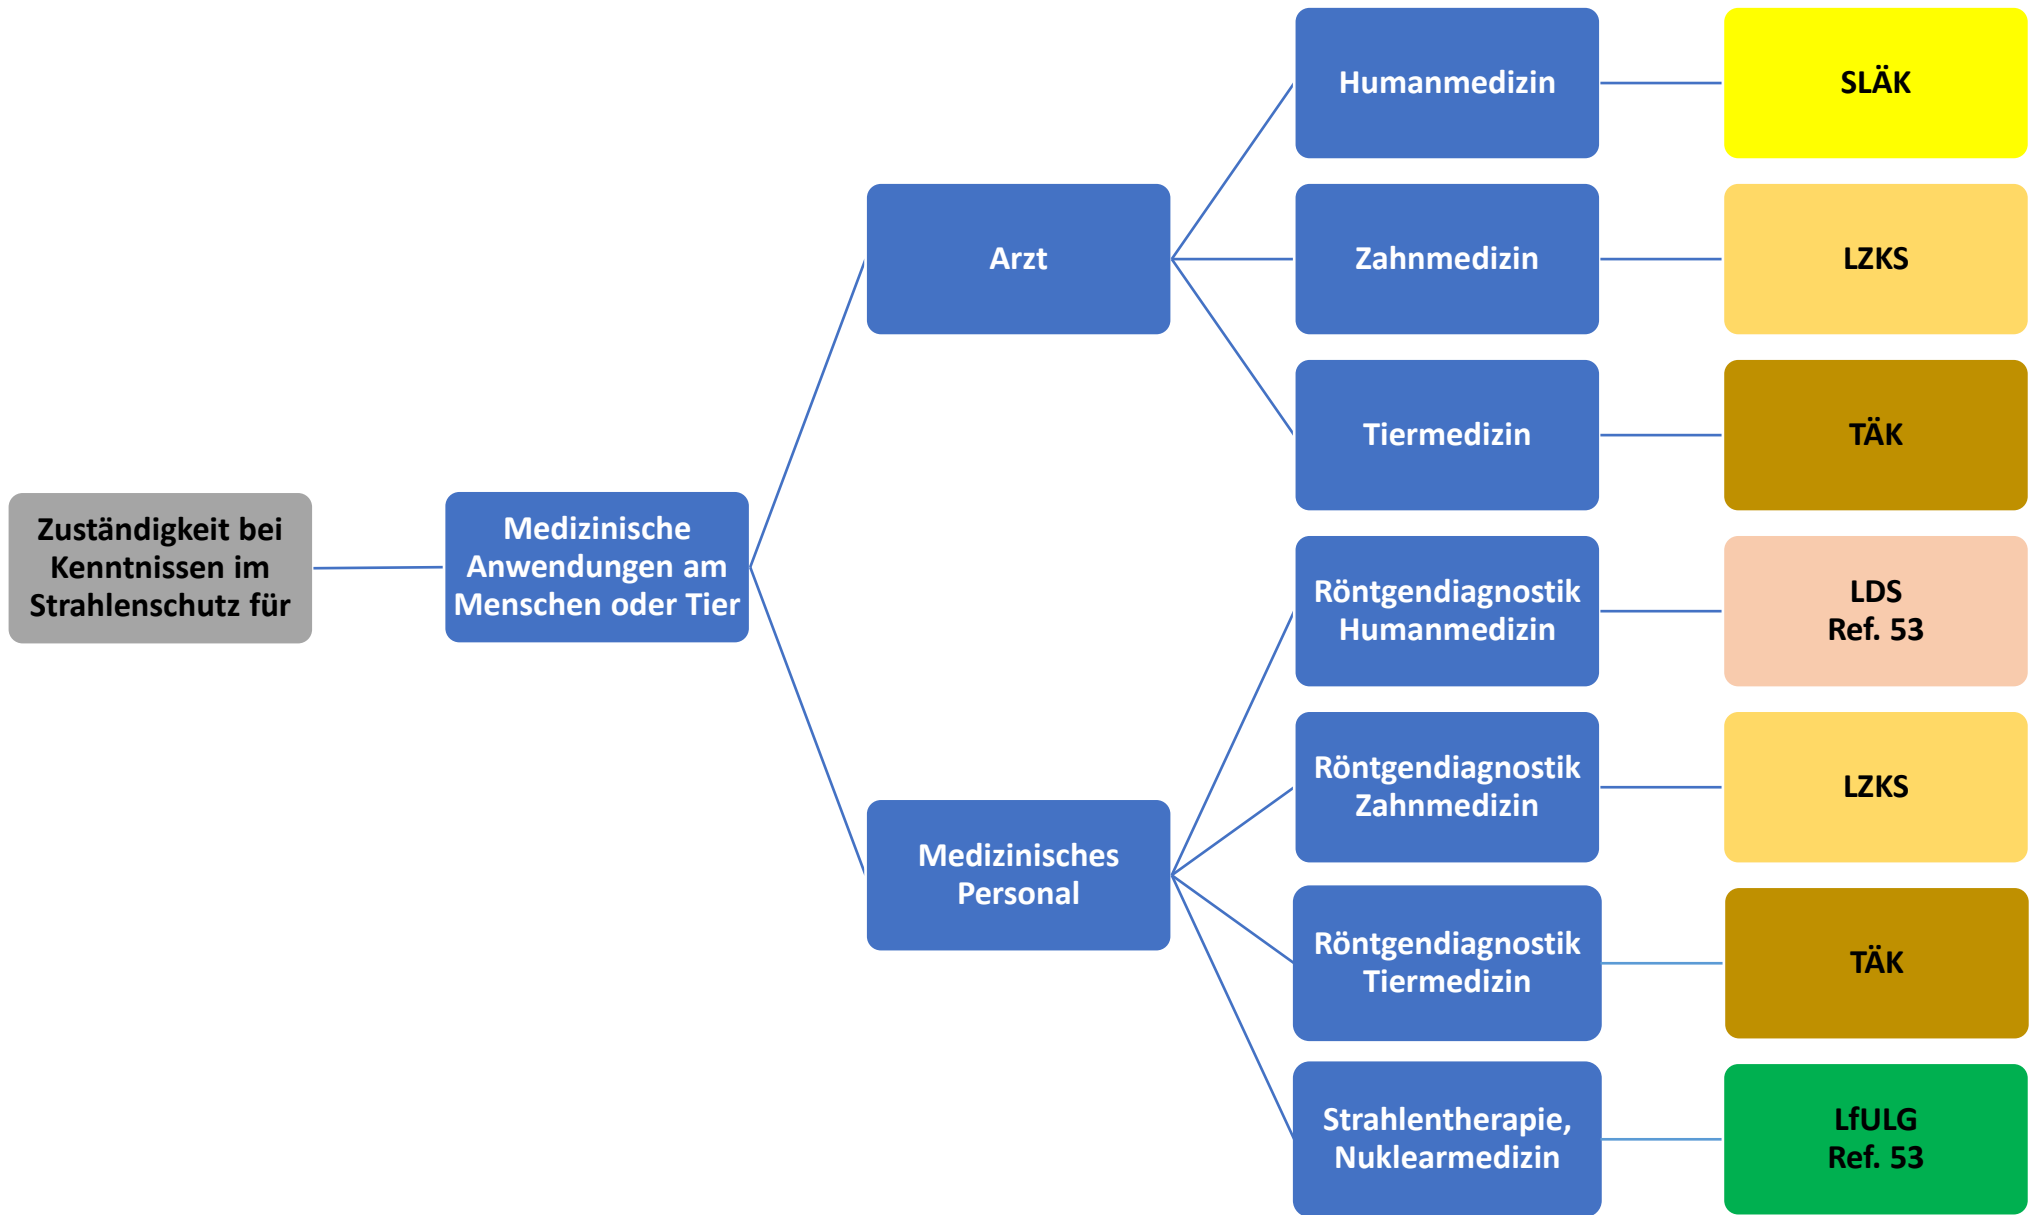 Zuständigkeit bei
Kenntnissen im
Strahlenschutz für
Medizinische
Anwendungen am
Menschen oder Tier
Arzt
Humanmedizin
SLÄK
Zahnmedizin
LZKS
Tiermedizin
TÄK
Medizinisches
Personal
Röntgendiagnostik
Humanmedizin
LDS
Ref. 53
Röntgendiagnostik
Zahnmedizin
LZKS
Röntgendiagnostik
Tiermedizin
TÄK
Strahlentherapie,
Nuklearmedizin
LfULG
Ref. 53